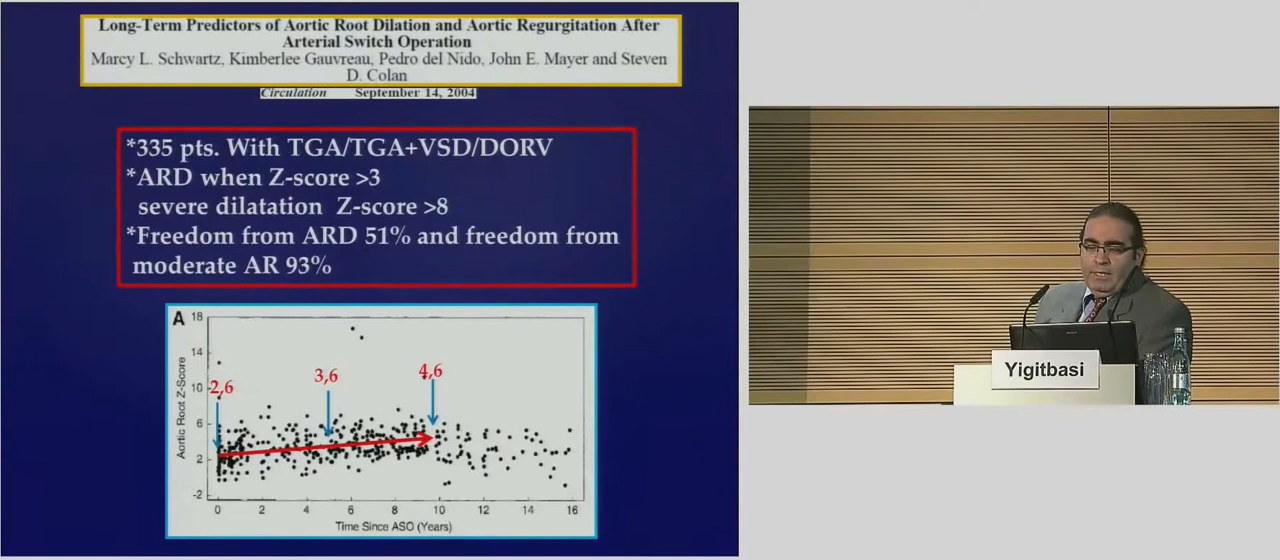 Long-Term Predictors of Aortic Root Dilation and Aortic Regurgitation After
Arterial Switch Operation
Marcy L. Schwartz, Kimberlee Gauvreau, Pedro del Nido, John E. Mayer and Steven
D. Colan
Circulation September 14, 2004
*335 pts. With TGA/TGA+VSD/DORV
*ARD when Z-score >3
severe dilatation Z-score >8
*Freedom from ARD 51% and freedom from
moderate AR 93%
A
Aortic Root Z-Score
18
14
10
6
2
-2
2,6
3,6
4,6
0 2 4 6 8 10 12 14 16
Time Since ASO (Years)
Yigitbasi